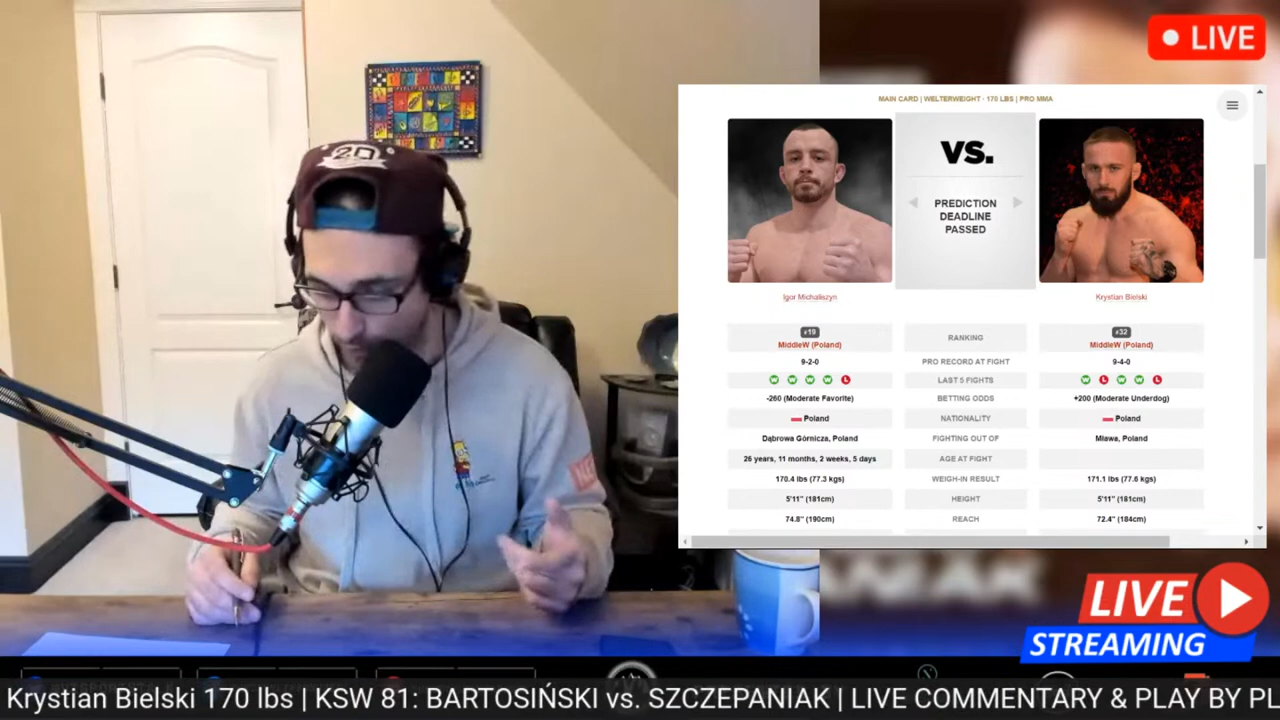 LIVE
MAIN CARD | WELTERWEIGHT · 170 LBS | PRO MMA
20
VS.
PREDICTION
DEADLINE
PASSED
Igor Michaliszyn
Krystian Bielski
#19
RANKING
#32
MiddleW (Poland)
MiddleW (Poland)
9-2-0
PRO RECORD AT FIGHT
9-4-0
W W W W L
LAST 5 FIGHTS
W L W W L
-260 (Moderate Favorite)
BETTING ODDS
+200 (Moderate Underdog)
Poland
NATIONALITY
Poland
Dąbrowa Górnicza, Poland
FIGHTING OUT OF
Mława, Poland
26 years, 11 months, 2 weeks, 5 days
AGE AT FIGHT
170.4 lbs (77.3 kgs)
WEIGH-IN RESULT
171.1 lbs (77.6 kgs)
5'11" (181cm)
HEIGHT
5'11" (181cm)
74.8" (190cm)
REACH
72.4" (184cm)
LIVE
STREAMING
Krystian Bielski 170 lbs | KSW 81: BARTOSIŃSKI vs. SZCZEPANIAK | LIVE COMMENTARY & PLAY BY PL